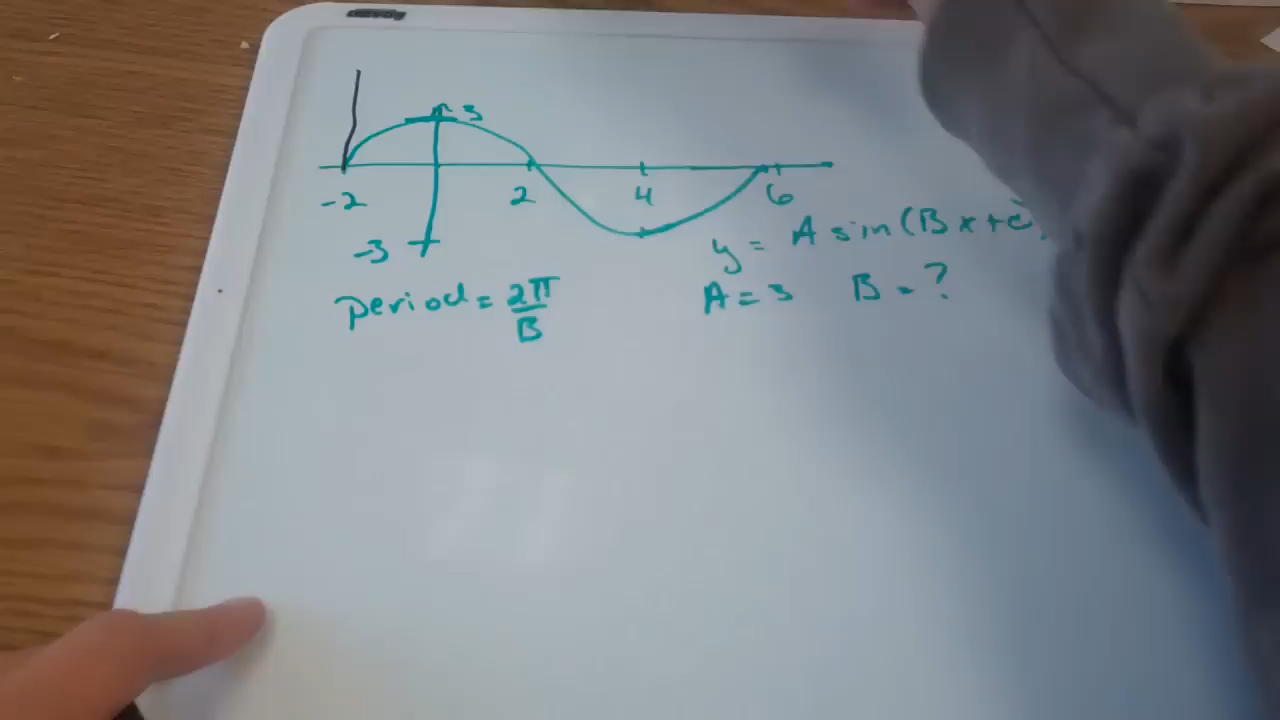 3
-2 2 4 6
-3
y = A sin(Bx+c)
period = 2π/B
A = 3 B = ?